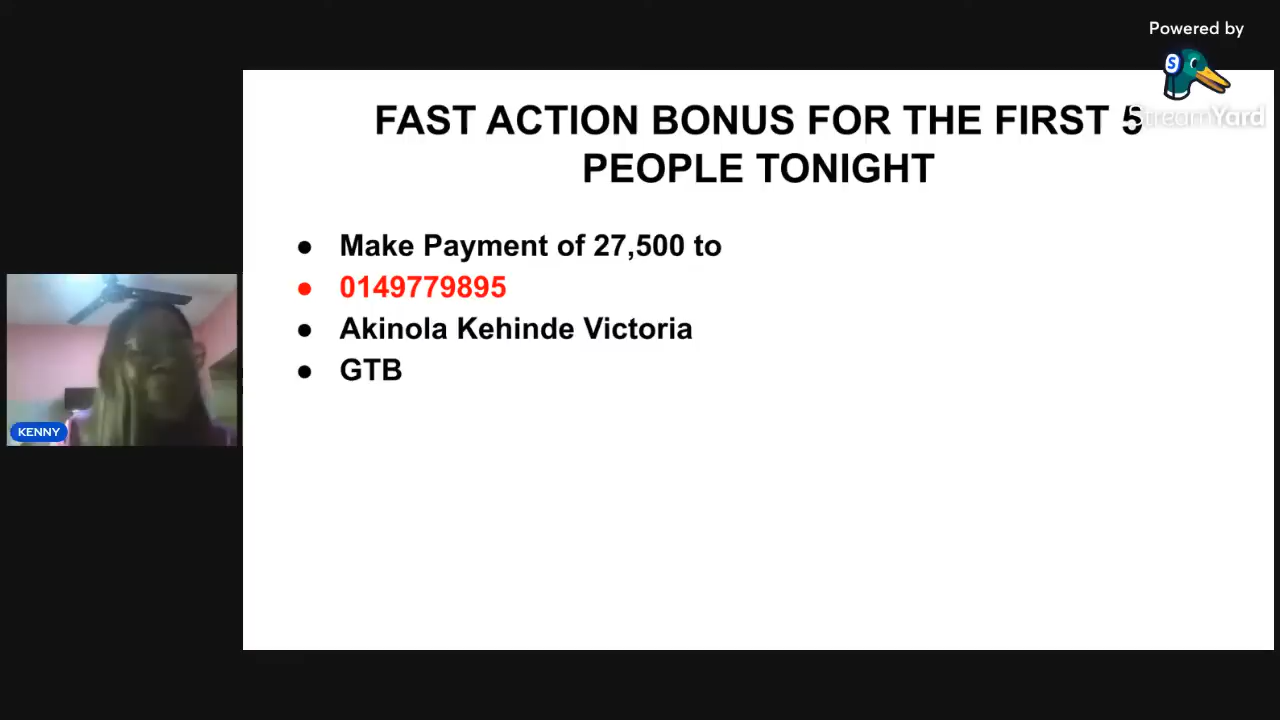 Powered by
S
StreamYard
FAST ACTION BONUS FOR THE FIRST 5
PEOPLE TONIGHT
● Make Payment of 27,500 to
● 0149779895
● Akinola Kehinde Victoria
● GTB
KENNY